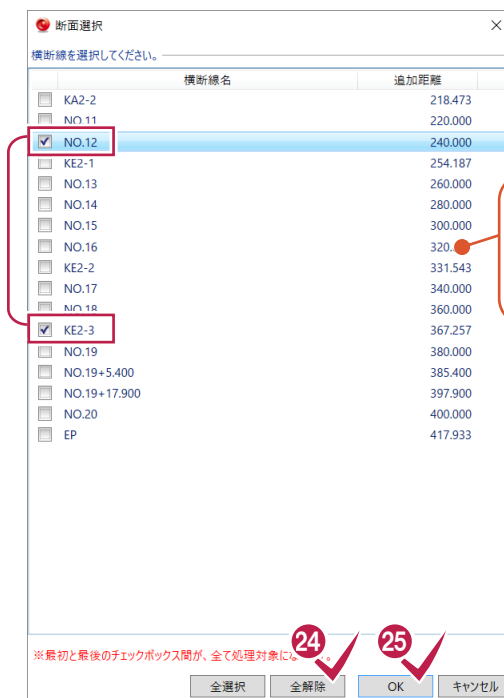 断面選択
横断線を選択してください。
横断線名 追加距離
KA2-2 218.473
NO.11 220.000
NO.12 240.000
KE2-1 254.187
NO.13 260.000
NO.14 280.000
NO.15 300.000
NO.16 320.
KE2-2 331.543
NO.17 340.000
NO.18 360.000
KE2-3 367.257
NO.19 380.000
NO.19+5.400 385.400
NO.19+17.900 397.900
NO.20 400.000
EP 417.933
24 25
※最初と最後のチェックボックス間が、全て処理対象に
全選択 全解除 OK キャンセル